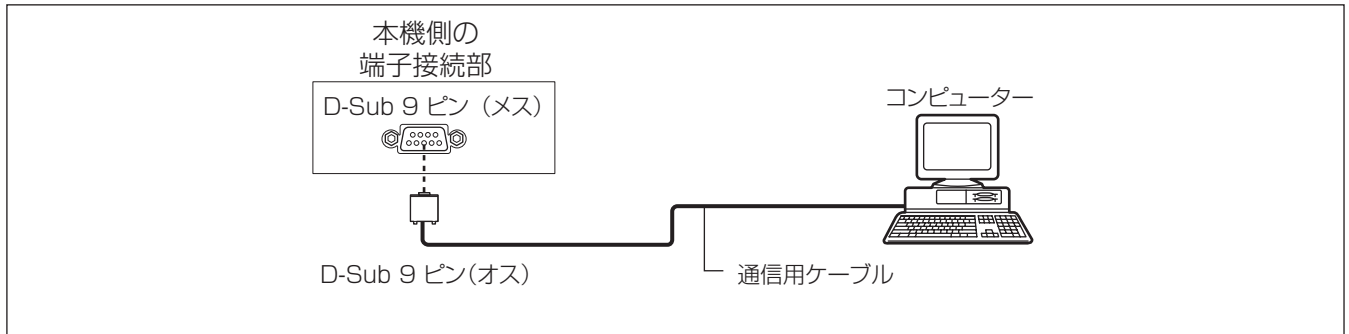 本機側の
端子接続部
D-Sub 9 ピン（メス）
コンピューター
D-Sub 9 ピン（オス）
通信用ケーブル